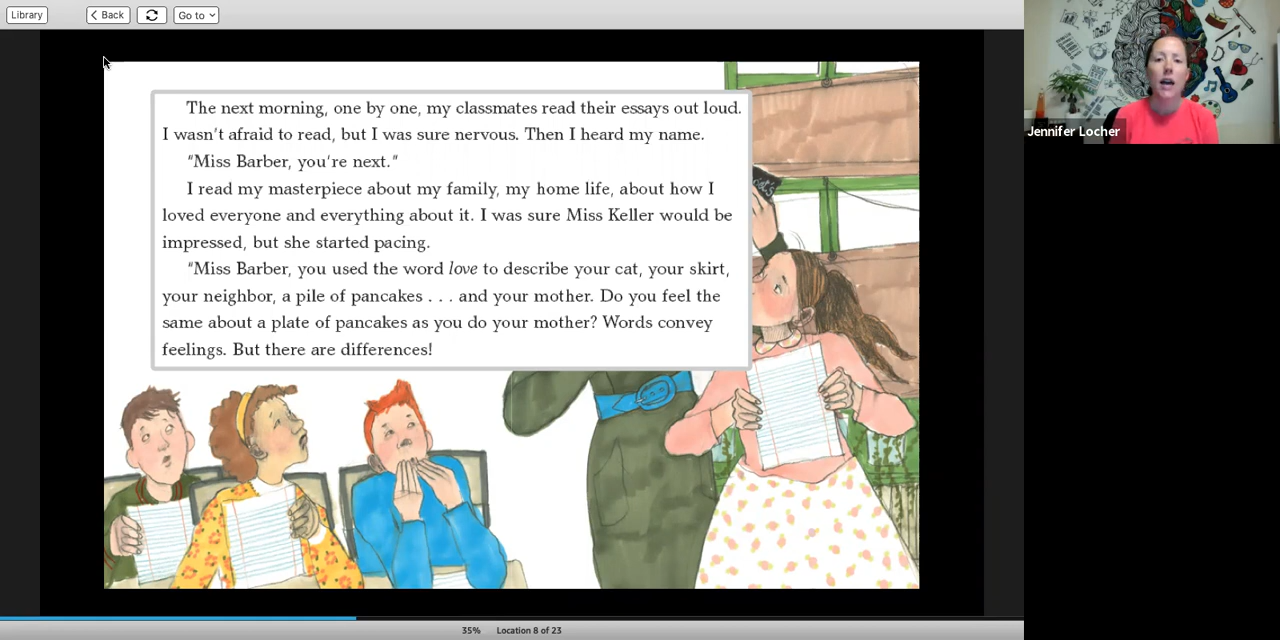 Library
Back
Go to
The next morning, one by one, my classmates read their essays out loud.
I wasn't afraid to read, but I was sure nervous. Then I heard my name.
"Miss Barber, you're next."
I read my masterpiece about my family, my home life, about how I
loved everyone and everything about it. I was sure Miss Keller would be
impressed, but she started pacing.
"Miss Barber, you used the word love to describe your cat, your skirt,
your neighbor, a pile of pancakes . . . and your mother. Do you feel the
same about a plate of pancakes as you do your mother? Words convey
feelings. But there are differences!
Jennifer Locher
35% Location 8 of 23